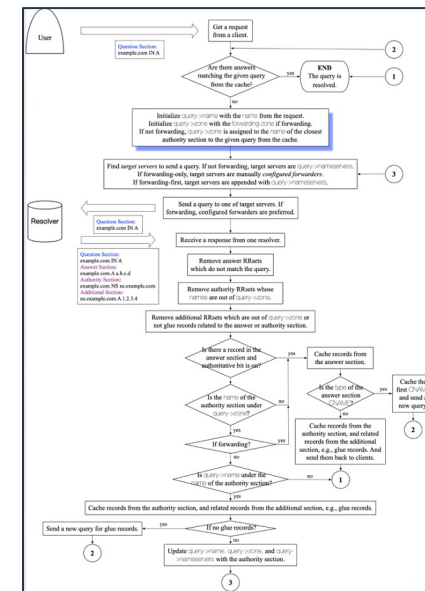 User
Question Section:
example.com IN A
Get a request
from a client.
2
Are there answers
matching the given query
from the cache?
yes
END
The query is
resolved.
1
no
Initialize query->name with the name from the request.
Initialize query->zone with the forwarding-zone if forwarding.
If not forwarding, query->zone is assigned to the name of the closest
authority section to the given query from the cache.
Find target servers to send a query. If not forwarding, target servers are query->nameservers.
If forwarding-only, target servers are manually configured forwarders.
If forwarding-first, target servers are appended with query->nameservers.
3
Resolver
Send a query to one of target servers. If
forwarding, configured forwarders are preferred.
Question Section:
example.com IN A
Receive a response from one resolver.
Question Section:
example.com IN A
Answer Section:
example.com A a.b.c.d
Authority Section:
example.com NS ns.example.com
Additional Section:
ns.example.com A 1.2.3.4
Remove answer RRsets
which do not match the query.
Remove authority RRsets whose
names are out of query->zone.
Remove additional RRsets which are out of query->zone or
not glue records related to the answer or authority section.
Is there a record in the
answer section and
authoritative bit is on?
yes
Cache records from
the answer section.
no
Is the type of the
answer section
CNAME?
yes
Cache the
first CNAM
and send a
new query
2
Is the name of the
authority section under
query->zone?
no
no
Cache records from the
authority section, and related
records from the additional
section, e.g., glue records. And
send them back to clients.
yes
If forwarding?
yes
no
Is query->name under the
name of the authority section?
no
1
yes
Cache records from the authority section, and related records from the additional section, e.g., glue records.
Send a new query for glue records.
yes
If no glue records?
2
no
Update query->name, query->zone, and query-
>nameservers with the authority section.
3